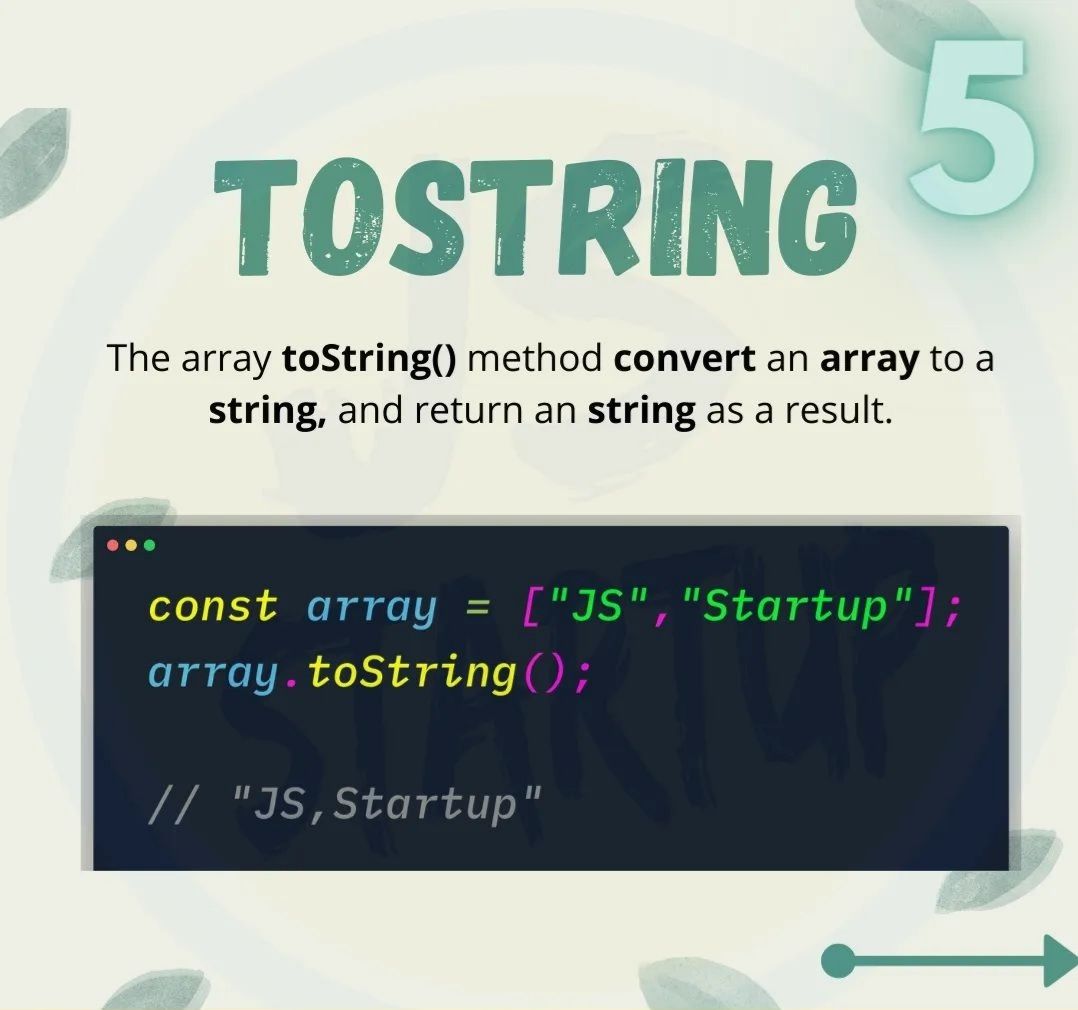 5
TOSTRING
The array toString() method convert an array to a
string, and return an string as a result.
const array = ["JS","Startup"];
array.toString();
// "JS,Startup"
JS
STARTUP